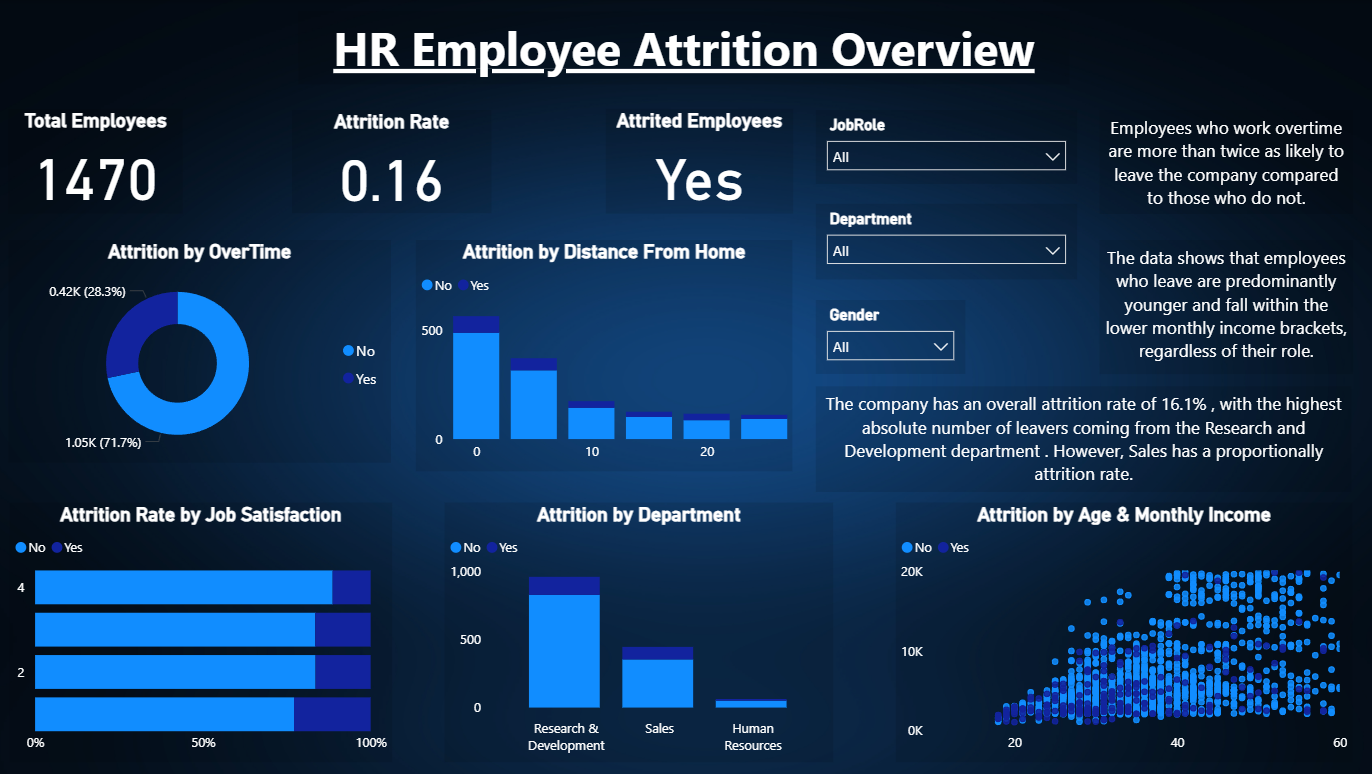 HR Employee Attrition Overview
Total Employees
1470
Attrition Rate
0.16
Attrited Employees
Yes
JobRole
All
Department
All
Gender
All
Employees who work overtime
are more than twice as likely to
leave the company compared
to those who do not.
The data shows that employees
who leave are predominantly
younger and fall within the
lower monthly income brackets,
regardless of their role.
The company has an overall attrition rate of 16.1% , with the highest
absolute number of leavers coming from the Research and
Development department . However, Sales has a proportionally
attrition rate.
Attrition by OverTime
0.42K (28.3%)
1.05K (71.7%)
No
Yes
Attrition by Distance From Home
No Yes
500
0
0 10 20
Attrition Rate by Job Satisfaction
No Yes
4
2
0% 50% 100%
Attrition by Department
No Yes
1,000
500
0
Research &
Development
Sales
Human
Resources
Attrition by Age & Monthly Income
No Yes
20K
10K
0K
20 40 60